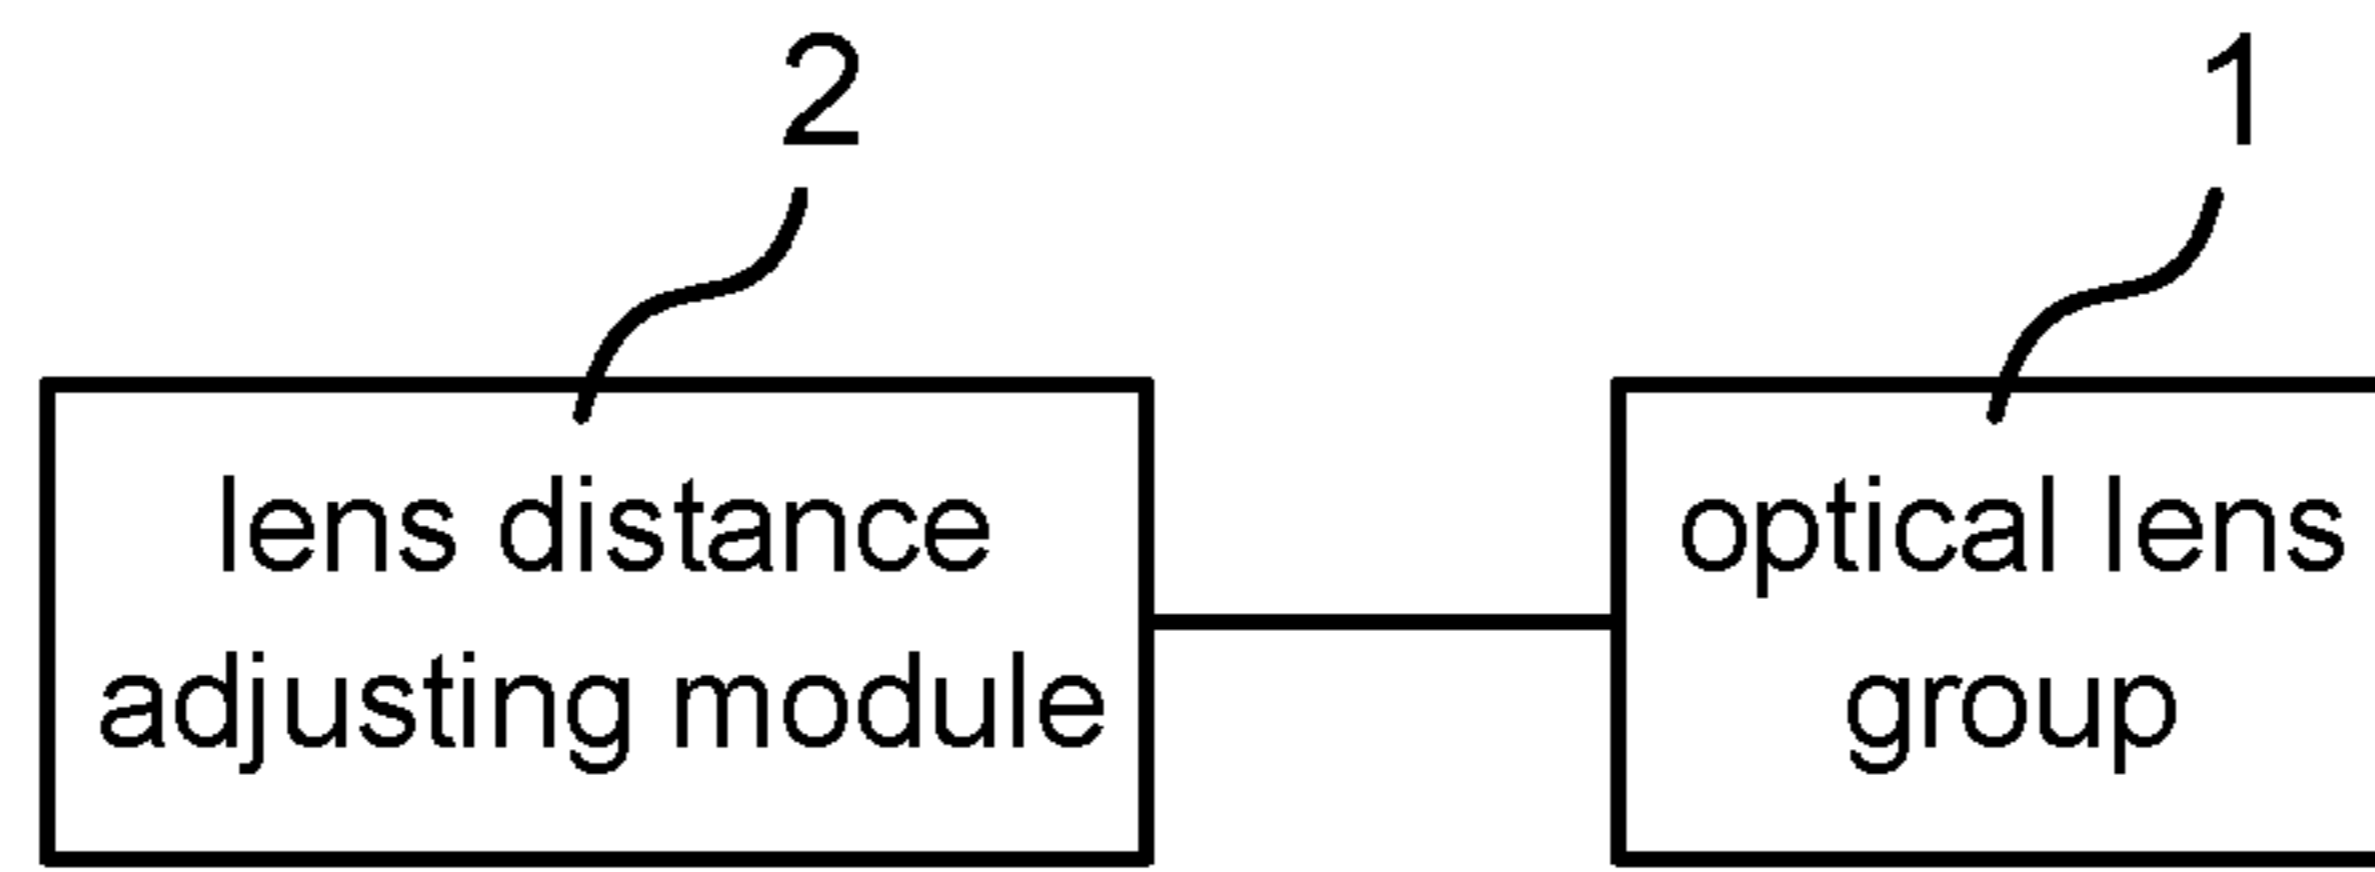 2
1
lens distance
adjusting module
optical lens
group